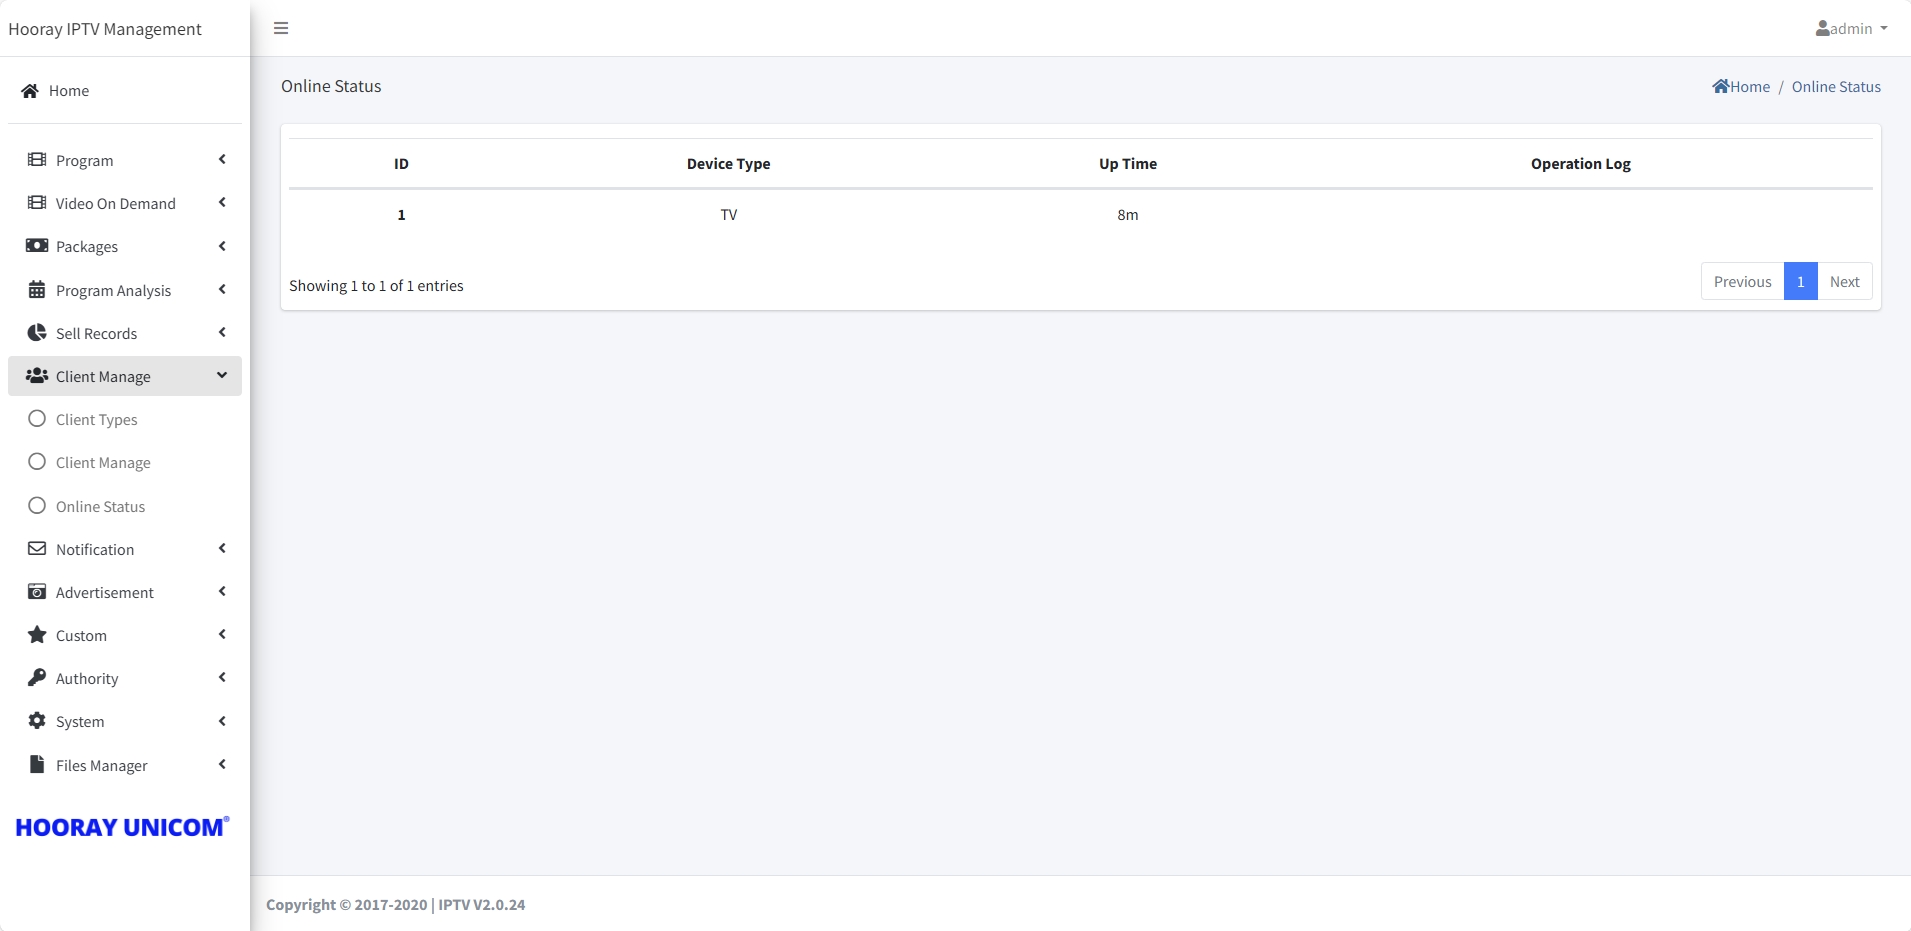 Hooray IPTV Management
admin
Home
Program
Video On Demand
Packages
Program Analysis
Sell Records
Client Manage
Client Types
Client Manage
Online Status
Notification
Advertisement
Custom
Authority
System
Files Manager
HOORAY UNICOM®
Online Status
Home / Online Status
ID Device Type Up Time Operation Log
1 TV 8m
Showing 1 to 1 of 1 entries
Previous 1 Next
Copyright © 2017-2020 | IPTV V2.0.24